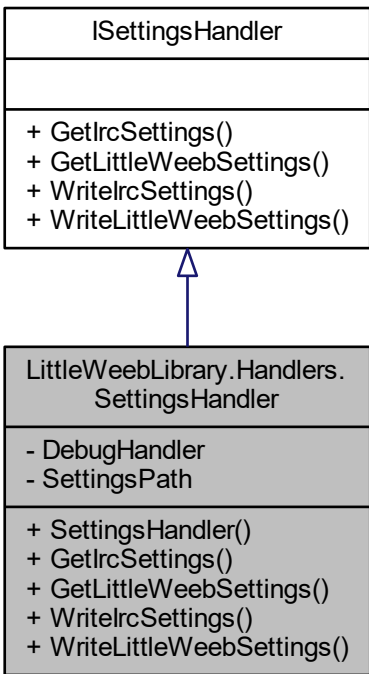 ISettingsHandler
+ GetIrcSettings()
+ GetLittleWeebSettings()
+ WriteIrcSettings()
+ WriteLittleWeebSettings()
LittleWeebLibrary.Handlers.
SettingsHandler
- DebugHandler
- SettingsPath
+ SettingsHandler()
+ GetIrcSettings()
+ GetLittleWeebSettings()
+ WriteIrcSettings()
+ WriteLittleWeebSettings()